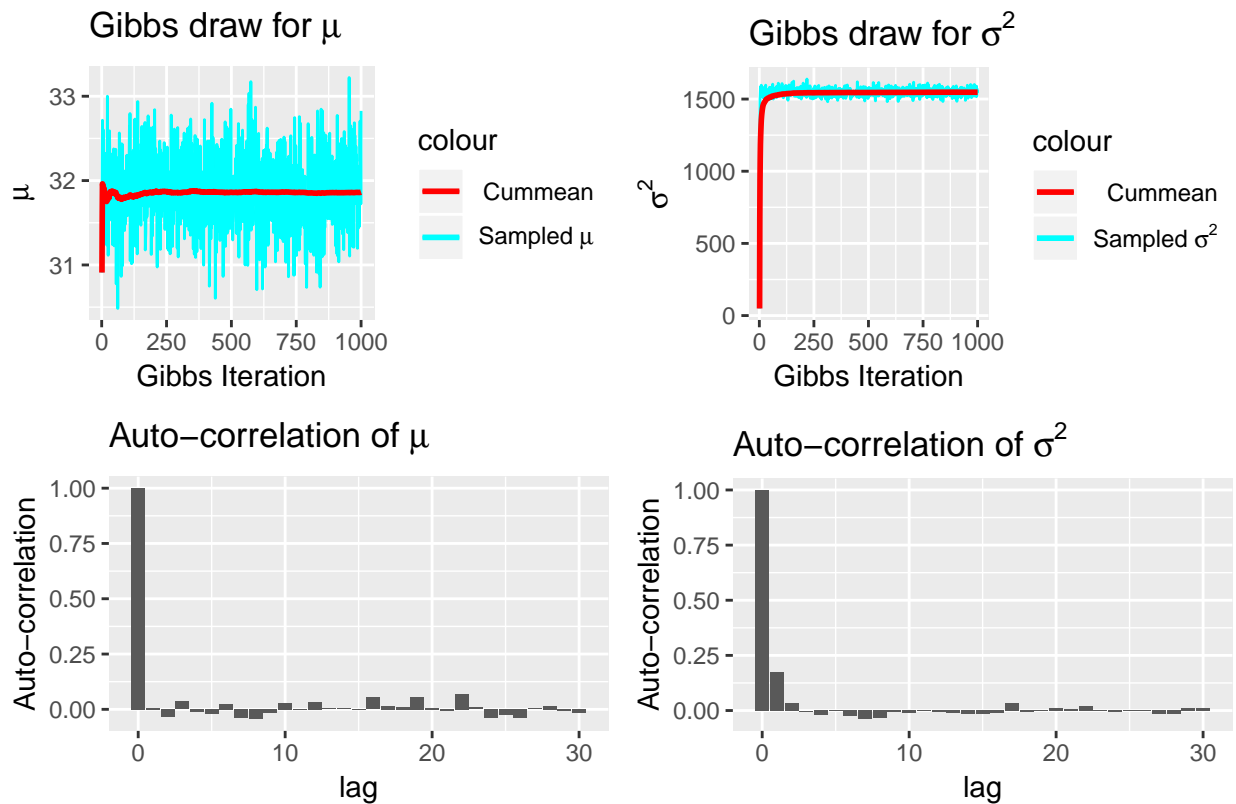 Gibbs draw for μ
μ
33
32
31
0 250 500 750 1000
Gibbs Iteration
colour
Cummean
Sampled μ
Gibbs draw for σ²
σ²
1500
1000
500
0
0 250 500 750 1000
Gibbs Iteration
colour
Cummean
Sampled σ²
Auto−correlation of μ
Auto−correlation
1.00
0.75
0.50
0.25
0.00
0 10 20 30
lag
Auto−correlation of σ²
Auto−correlation
1.00
0.75
0.50
0.25
0.00
0 10 20 30
lag